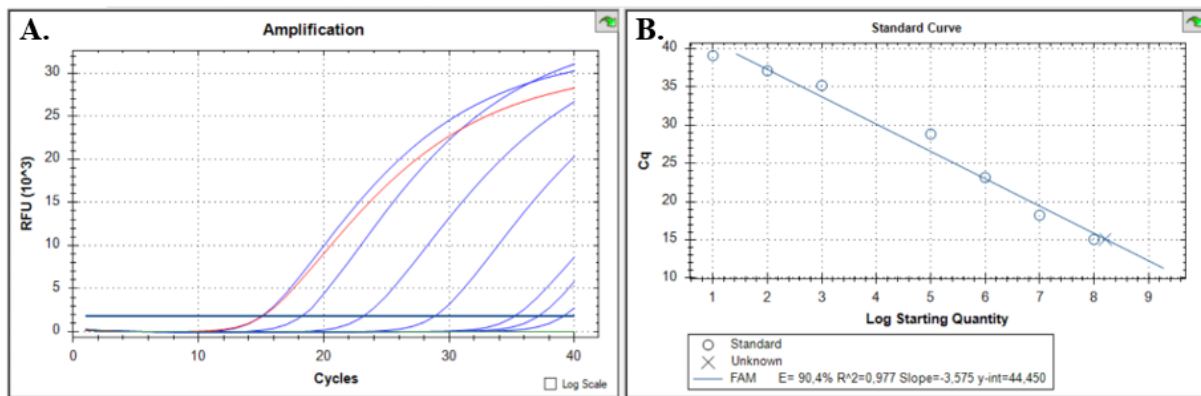 A.
Amplification
30
25
20
15
10
5
0
RFU (10^3)
0 10 20 30 40
Cycles
Log Scale
B.
Standard Curve
40
35
30
25
20
15
10
Cq
1 2 3 4 5 6 7 8 9
Log Starting Quantity
Standard
Unknown
FAM E= 90,4% R^2=0,977 Slope=-3,575 y-int=44,450